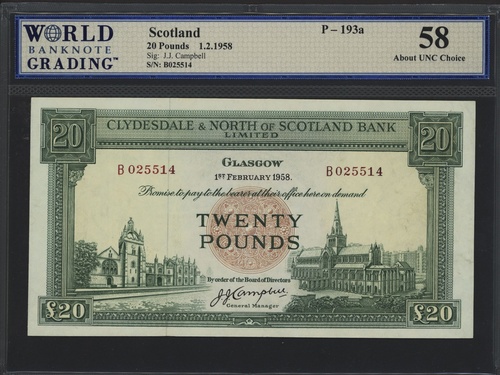 WORLD
BANKNOTE
GRADING™
Scotland
20 Pounds 1.2.1958
Sig: J.J. Campbell
S/N: B025514
P – 193a
58
About UNC Choice
20 20
CLYDESDALE & NORTH OF SCOTLAND BANK
LIMITED
GLASGOW
B 025514 B 025514
1ST FEBRUARY 1958.
Promise to pay to the bearer at their office here on demand
TWENTY
POUNDS
By order of the Board of Directors
J.J. Campbell
General Manager
£20 £20